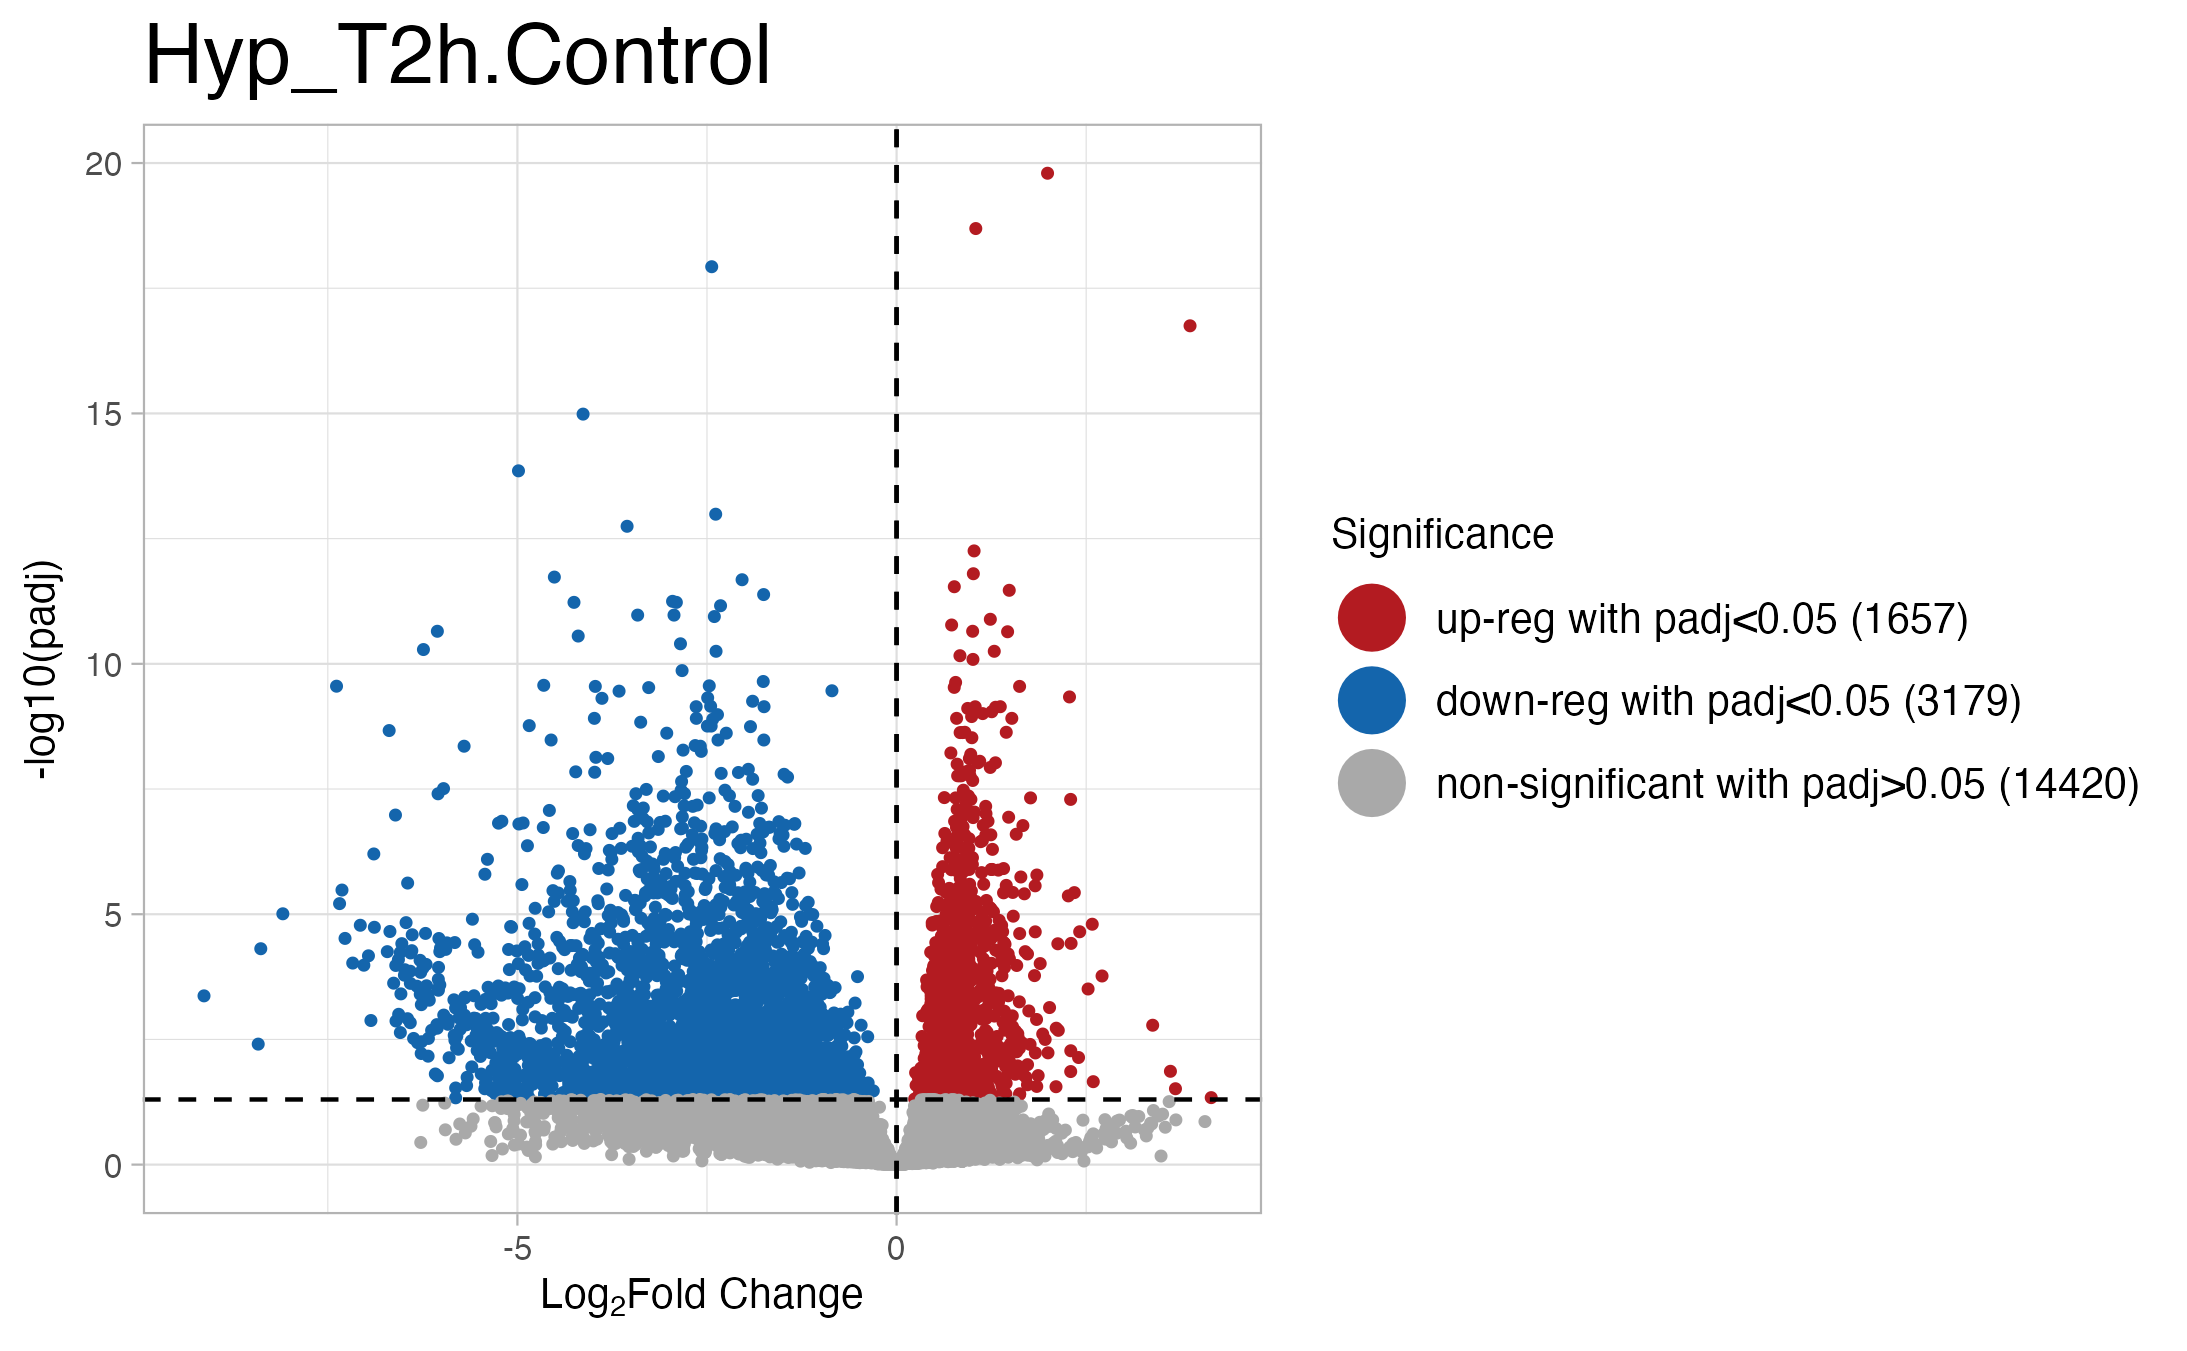 Hyp_T2h.Control
20
15
10
5
0
-log10(padj)
-5
0
Log₂Fold Change
Significance
up-reg with padj<0.05 (1657)
down-reg with padj<0.05 (3179)
non-significant with padj>0.05 (14420)